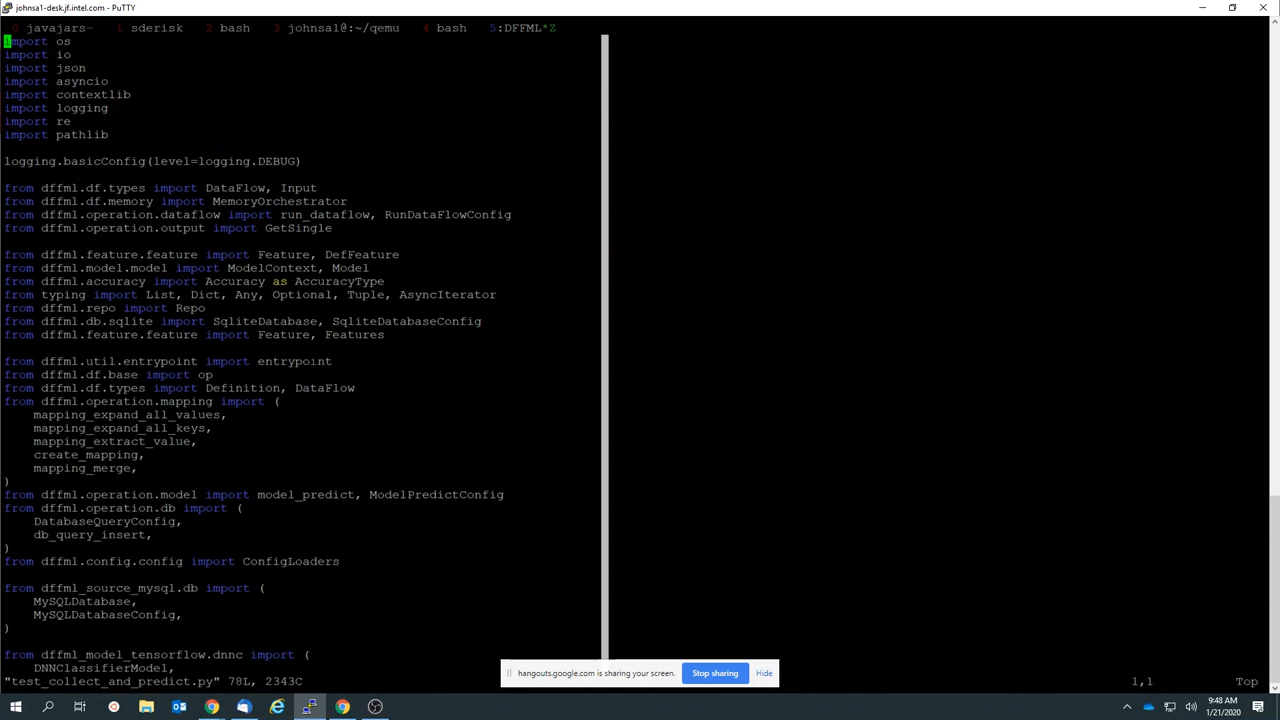 johnsa1-desk.jf.intel.com - PuTTY
0 javajars- 1 sderisk 2 bash 3 johnsa1@:~/qemu 4 bash 5:DFFML*Z
import os
import io
import json
import asyncio
import contextlib
import logging
import re
import pathlib
logging.basicConfig(level=logging.DEBUG)
from dffml.df.types import DataFlow, Input
from dffml.df.memory import MemoryOrchestrator
from dffml.operation.dataflow import run_dataflow, RunDataFlowConfig
from dffml.operation.output import GetSingle
from dffml.feature.feature import Feature, DefFeature
from dffml.model.model import ModelContext, Model
from dffml.accuracy import Accuracy as AccuracyType
from typing import List, Dict, Any, Optional, Tuple, AsyncIterator
from dffml.repo import Repo
from dffml.db.sqlite import SqliteDatabase, SqliteDatabaseConfig
from dffml.feature.feature import Feature, Features
from dffml.util.entrypoint import entrypoint
from dffml.df.base import op
from dffml.df.types import Definition, DataFlow
from dffml.operation.mapping import (
mapping_expand_all_values,
mapping_expand_all_keys,
mapping_extract_value,
create_mapping,
mapping_merge,
)
from dffml.operation.model import model_predict, ModelPredictConfig
from dffml.operation.db import (
DatabaseQueryConfig,
db_query_insert,
)
from dffml.config.config import ConfigLoaders
from dffml_source_mysql.db import (
MySQLDatabase,
MySQLDatabaseConfig,
)
from dffml_model_tensorflow.dnnc import (
DNNClassifierModel,
"test_collect_and_predict.py" 78L, 2343C
1,1 Top
hangouts.google.com is sharing your screen. Stop sharing Hide
9:48 AM
1/21/2020